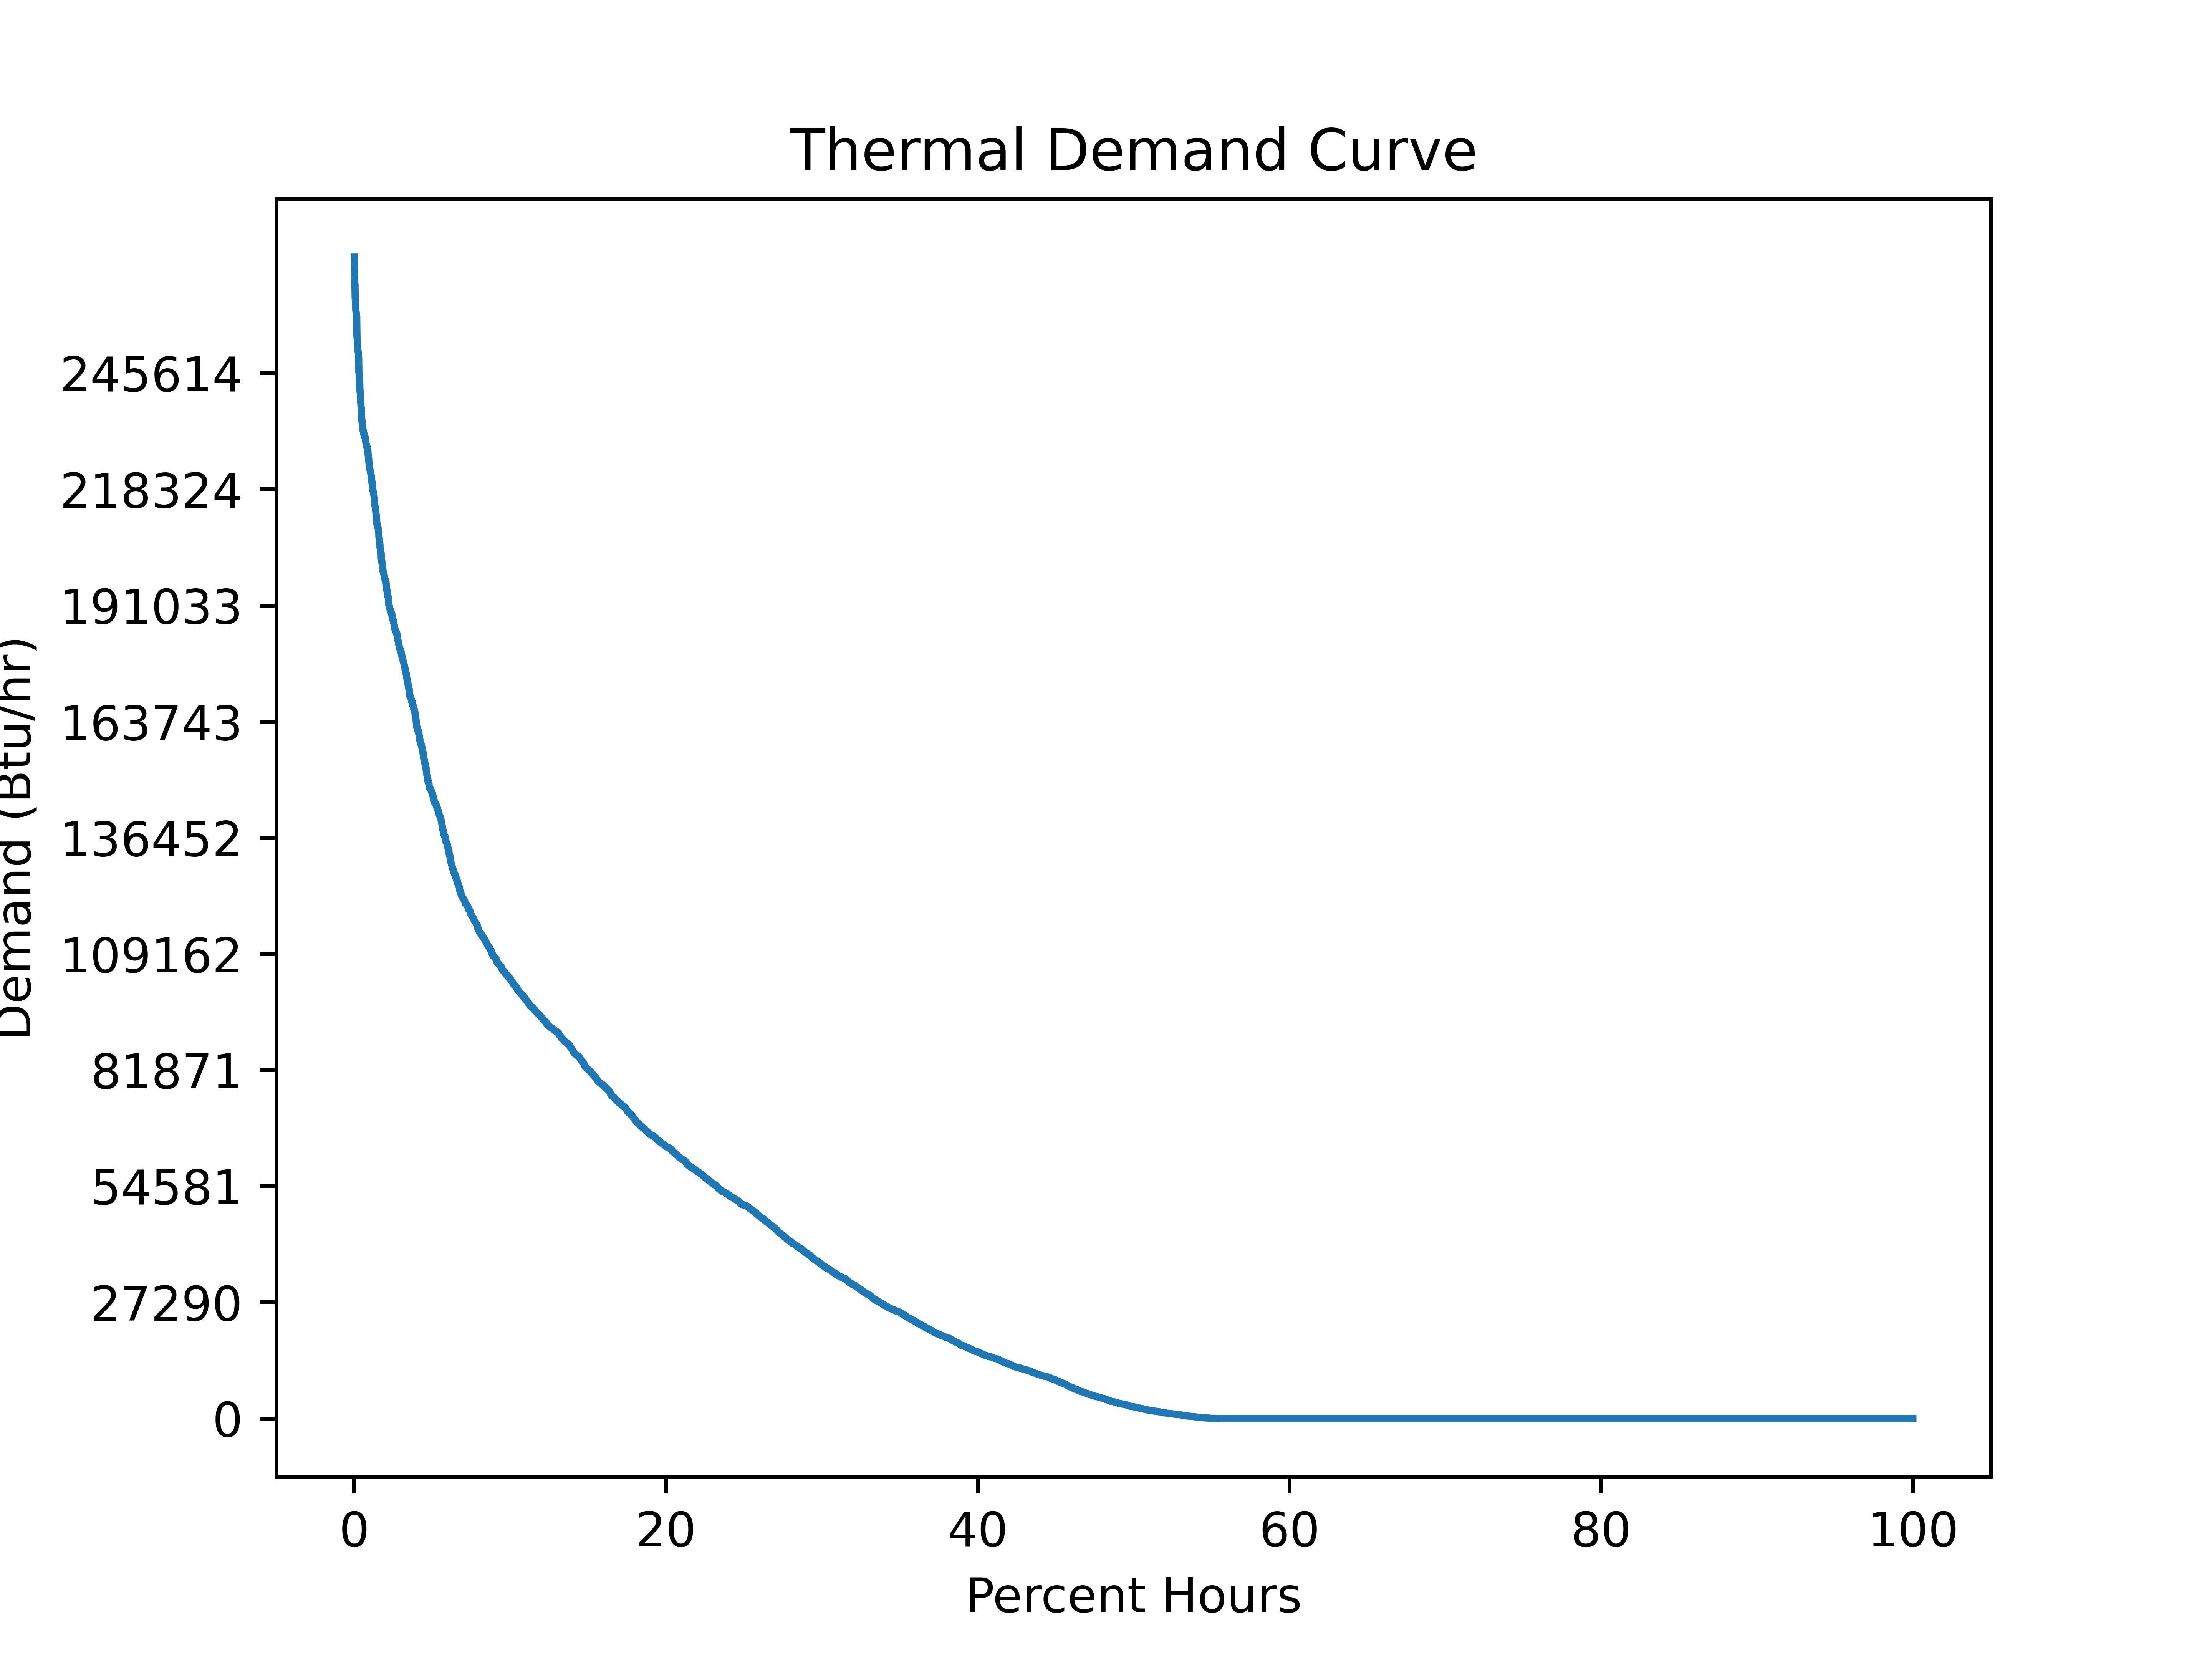 Thermal Demand Curve
245614
218324
191033
163743
136452
109162
81871
54581
27290
0
Demand (Btu/hr)
0 20 40 60 80 100
Percent Hours